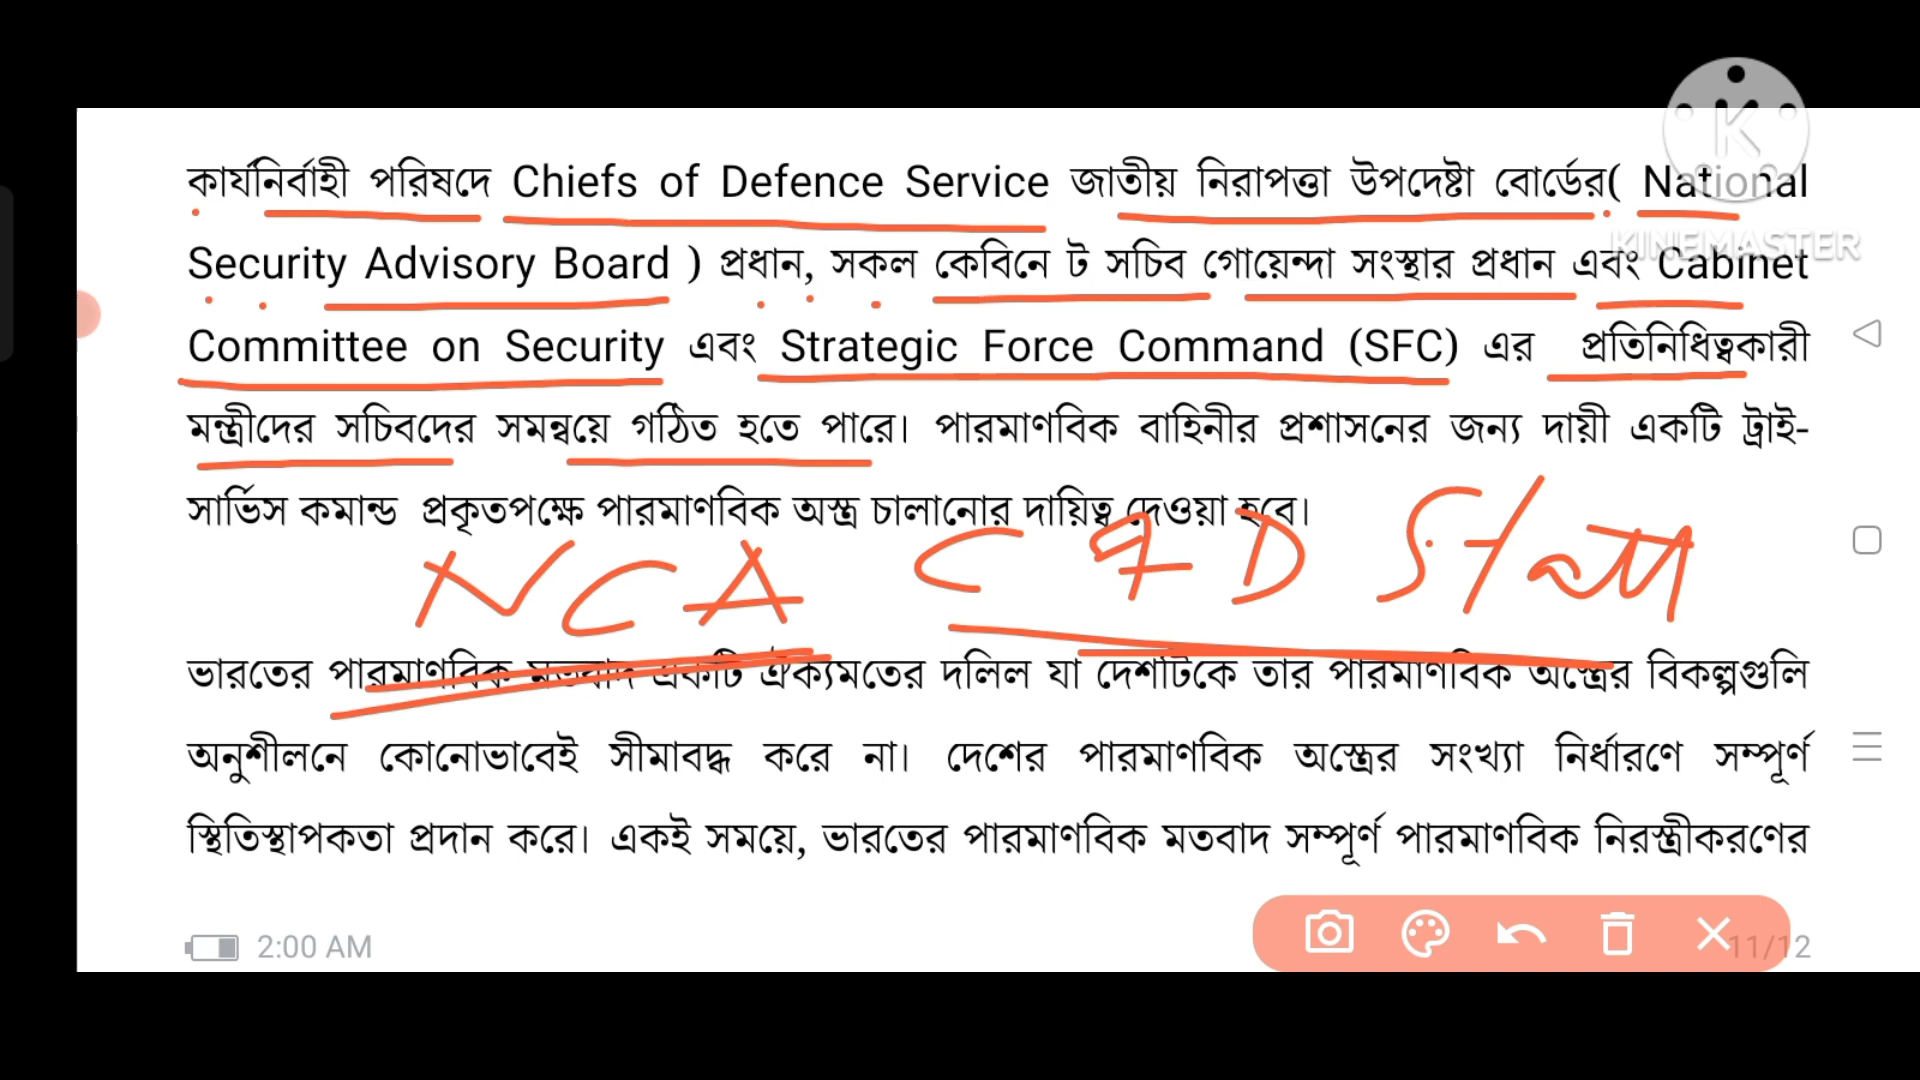 কার্যনির্বাহী পরিষদে Chiefs of Defence Service জাতীয় নিরাপত্তা উপদেষ্টা বোর্ডের( National
KINEMASTER
Security Advisory Board ) প্রধান, সকল কেবিনে ট সচিব গোয়েন্দা সংস্থার প্রধান এবং Cabinet
Committee on Security এবং Strategic Force Command (SFC) এর প্রতিনিধিত্বকারী
মন্ত্রীদের সচিবদের সমন্বয়ে গঠিত হতে পারে। পারমাণবিক বাহিনীর প্রশাসনের জন্য দায়ী একটি ট্রাই-
সার্ভিস কমান্ড প্রকৃতপক্ষে পারমাণবিক অস্ত্র চালানোর দায়িত্ব দেওয়া হবে।
NCA
ভারতের পারমাণবিক মতবাদ একটি ঐক্যমতের দলিল যা দেশটিকে তার পারমাণবিক অস্ত্রের বিকল্পগুলি
অনুশীলনে কোনোভাবেই সীমাবদ্ধ করে না। দেশের পারমাণবিক অস্ত্রের সংখ্যা নির্ধারণে সম্পূর্ণ
স্থিতিস্থাপকতা প্রদান করে। একই সময়ে, ভারতের পারমাণবিক মতবাদ সম্পূর্ণ পারমাণবিক নিরস্ত্রীকরণের
2:00 AM 11/12